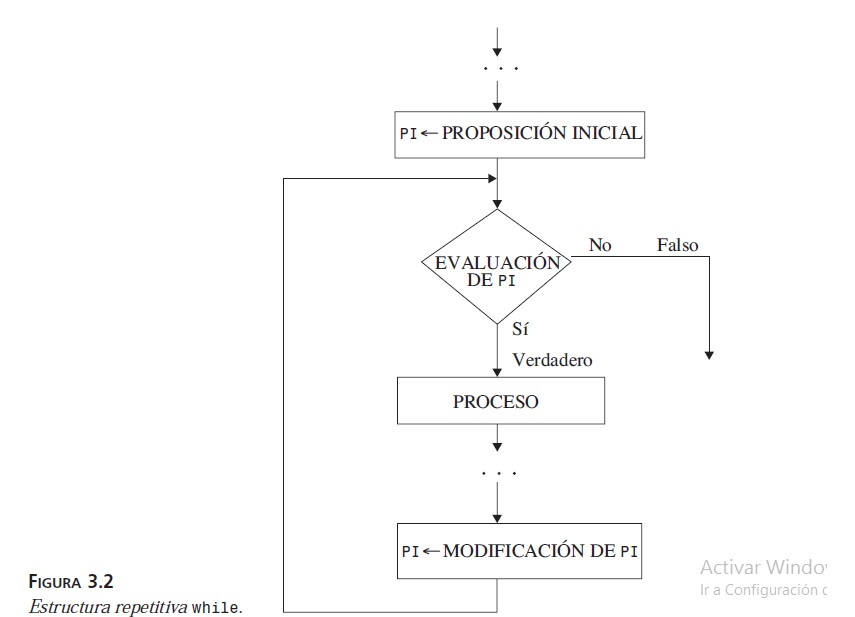 . . .
PI ← PROPOSICIÓN INICIAL
EVALUACIÓN
DE PI
No Falso
Sí
Verdadero
PROCESO
. . .
PI ← MODIFICACIÓN DE PI
FIGURA 3.2
Estructura repetitiva while.
Activar Window
Ir a Configuración